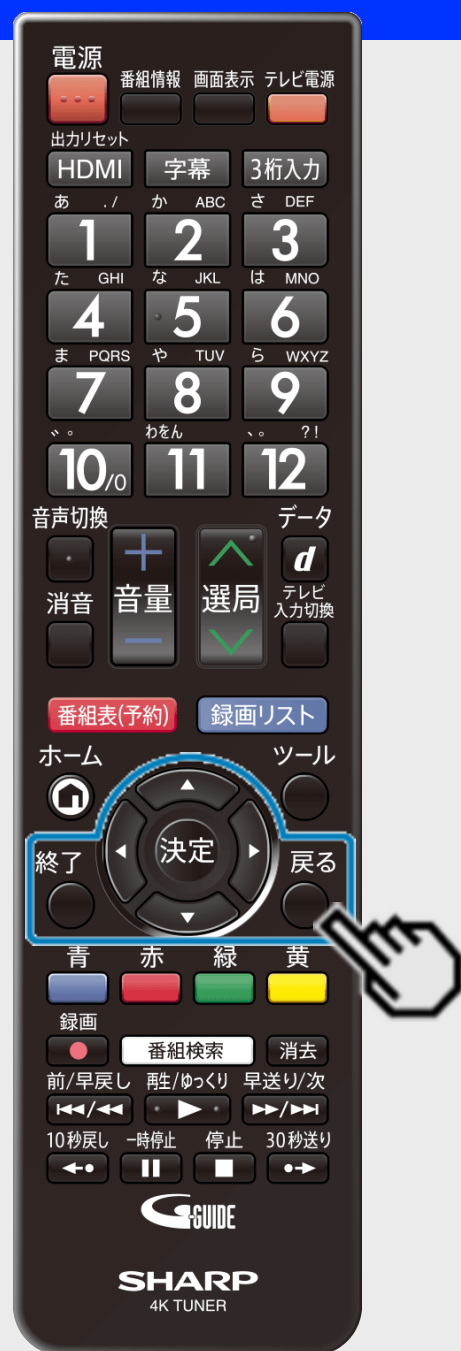 電源
番組情報 画面表示 テレビ電源
出力リセット
HDMI 字幕 3桁入力
あ ./ か ABC さ DEF
1 2 3
た GHI な JKL は MNO
4 5 6
ま PQRS や TUV ら WXYZ
7 8 9
゛゜ わをん 、。 ?!
10/0 11 12
音声切換 データ
+ d
消音 音量 選局 テレビ
入力切換
番組表(予約) 録画リスト
ホーム ツール
決定
終了 戻る
青 赤 緑 黄
録画
番組検索 消去
前/早戻し 再生/ゆっくり 早送り/次
10秒戻し 一時停止 停止 30秒送り
G-GUIDE
SHARP
4K TUNER